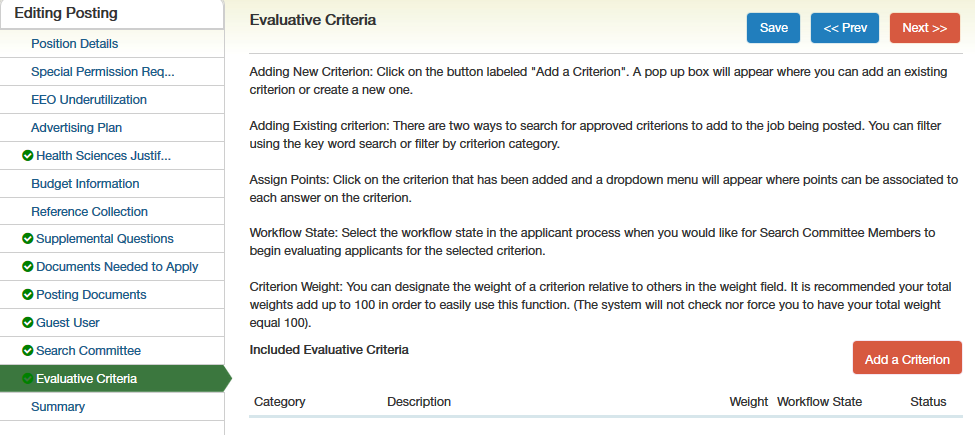 Editing Posting
Position Details
Special Permission Req...
EEO Underutilization
Advertising Plan
Health Sciences Justif...
Budget Information
Reference Collection
Supplemental Questions
Documents Needed to Apply
Posting Documents
Guest User
Search Committee
Evaluative Criteria
Summary
Evaluative Criteria
Save
<< Prev
Next >>
Adding New Criterion: Click on the button labeled "Add a Criterion". A pop up box will appear where you can add an existing
criterion or create a new one.
Adding Existing criterion: There are two ways to search for approved criterions to add to the job being posted. You can filter
using the key word search or filter by criterion category.
Assign Points: Click on the criterion that has been added and a dropdown menu will appear where points can be associated to
each answer on the criterion.
Workflow State: Select the workflow state in the applicant process when you would like for Search Committee Members to
begin evaluating applicants for the selected criterion.
Criterion Weight: You can designate the weight of a criterion relative to others in the weight field. It is recommended your total
weights add up to 100 in order to easily use this function. (The system will not check nor force you to have your total weight
equal 100).
Included Evaluative Criteria
Add a Criterion
Category Description Weight Workflow State Status